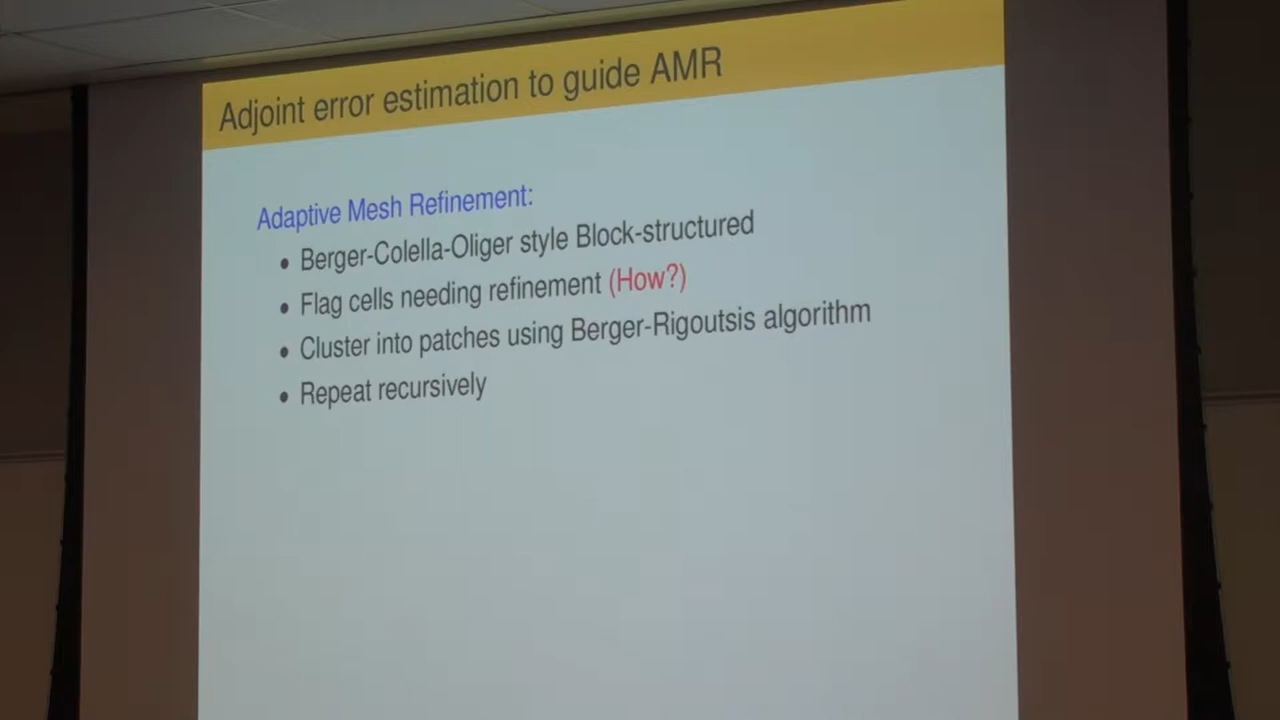 Adjoint error estimation to guide AMR
Adaptive Mesh Refinement:
• Berger-Colella-Oliger style Block-structured
• Flag cells needing refinement (How?)
• Cluster into patches using Berger-Rigoutsis algorithm
• Repeat recursively